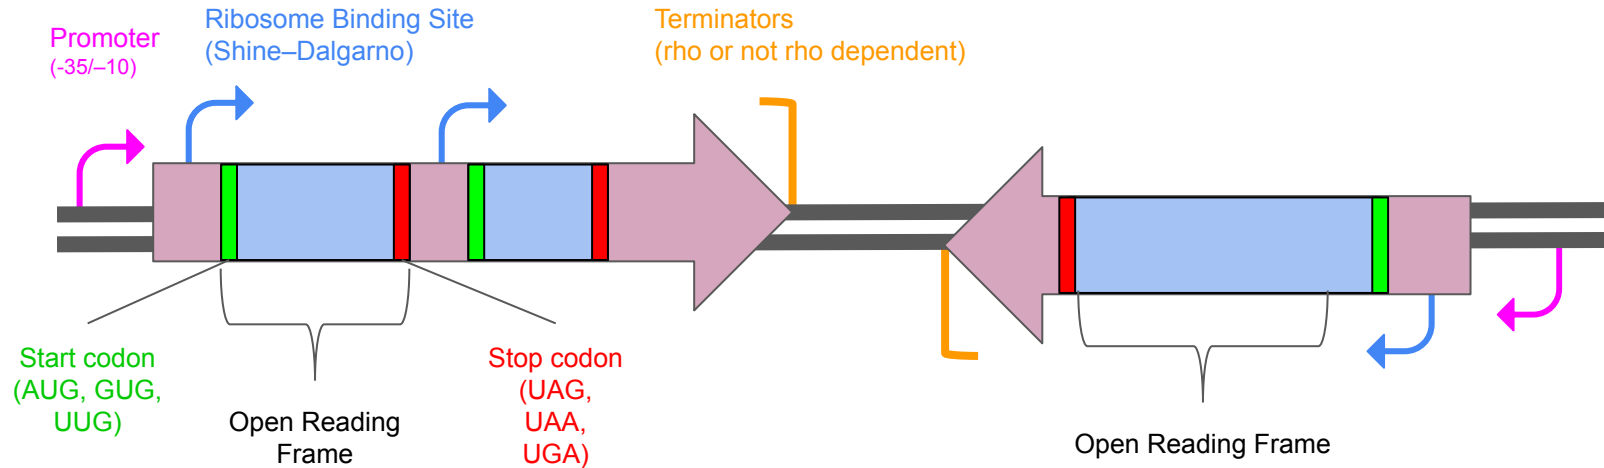 Promoter
(-35/–10)
Ribosome Binding Site
(Shine–Dalgarno)
Terminators
(rho or not rho dependent)
Start codon
(AUG, GUG,
UUG)
Open Reading
Frame
Stop codon
(UAG,
UAA,
UGA)
Open Reading Frame